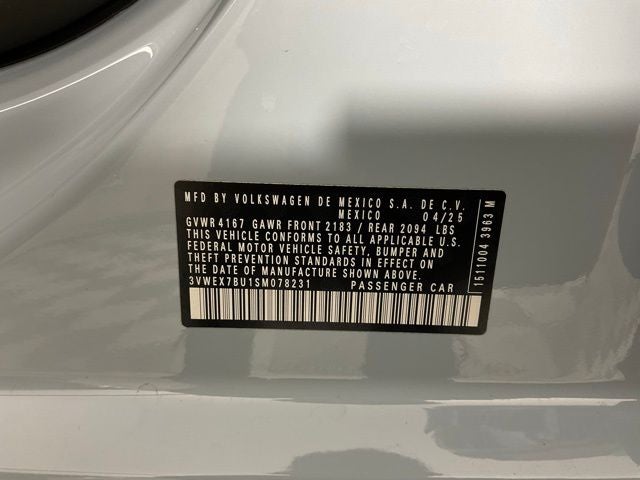 MFD BY VOLKSWAGEN DE MEXICO S.A. DE C.V.
MEXICO 04/25
GVWR 4167 GAWR FRONT 2183 / REAR 2094 LBS
THIS VEHICLE CONFORMS TO ALL APPLICABLE U.S.
FEDERAL MOTOR VEHICLE SAFETY, BUMPER AND
THEFT PREVENTION STANDARDS IN EFFECT ON
THE DATE OF MANUFACTURE SHOWN ABOVE.
3VWEX7BU1SM078231 PASSENGER CAR
1511004 3963 M